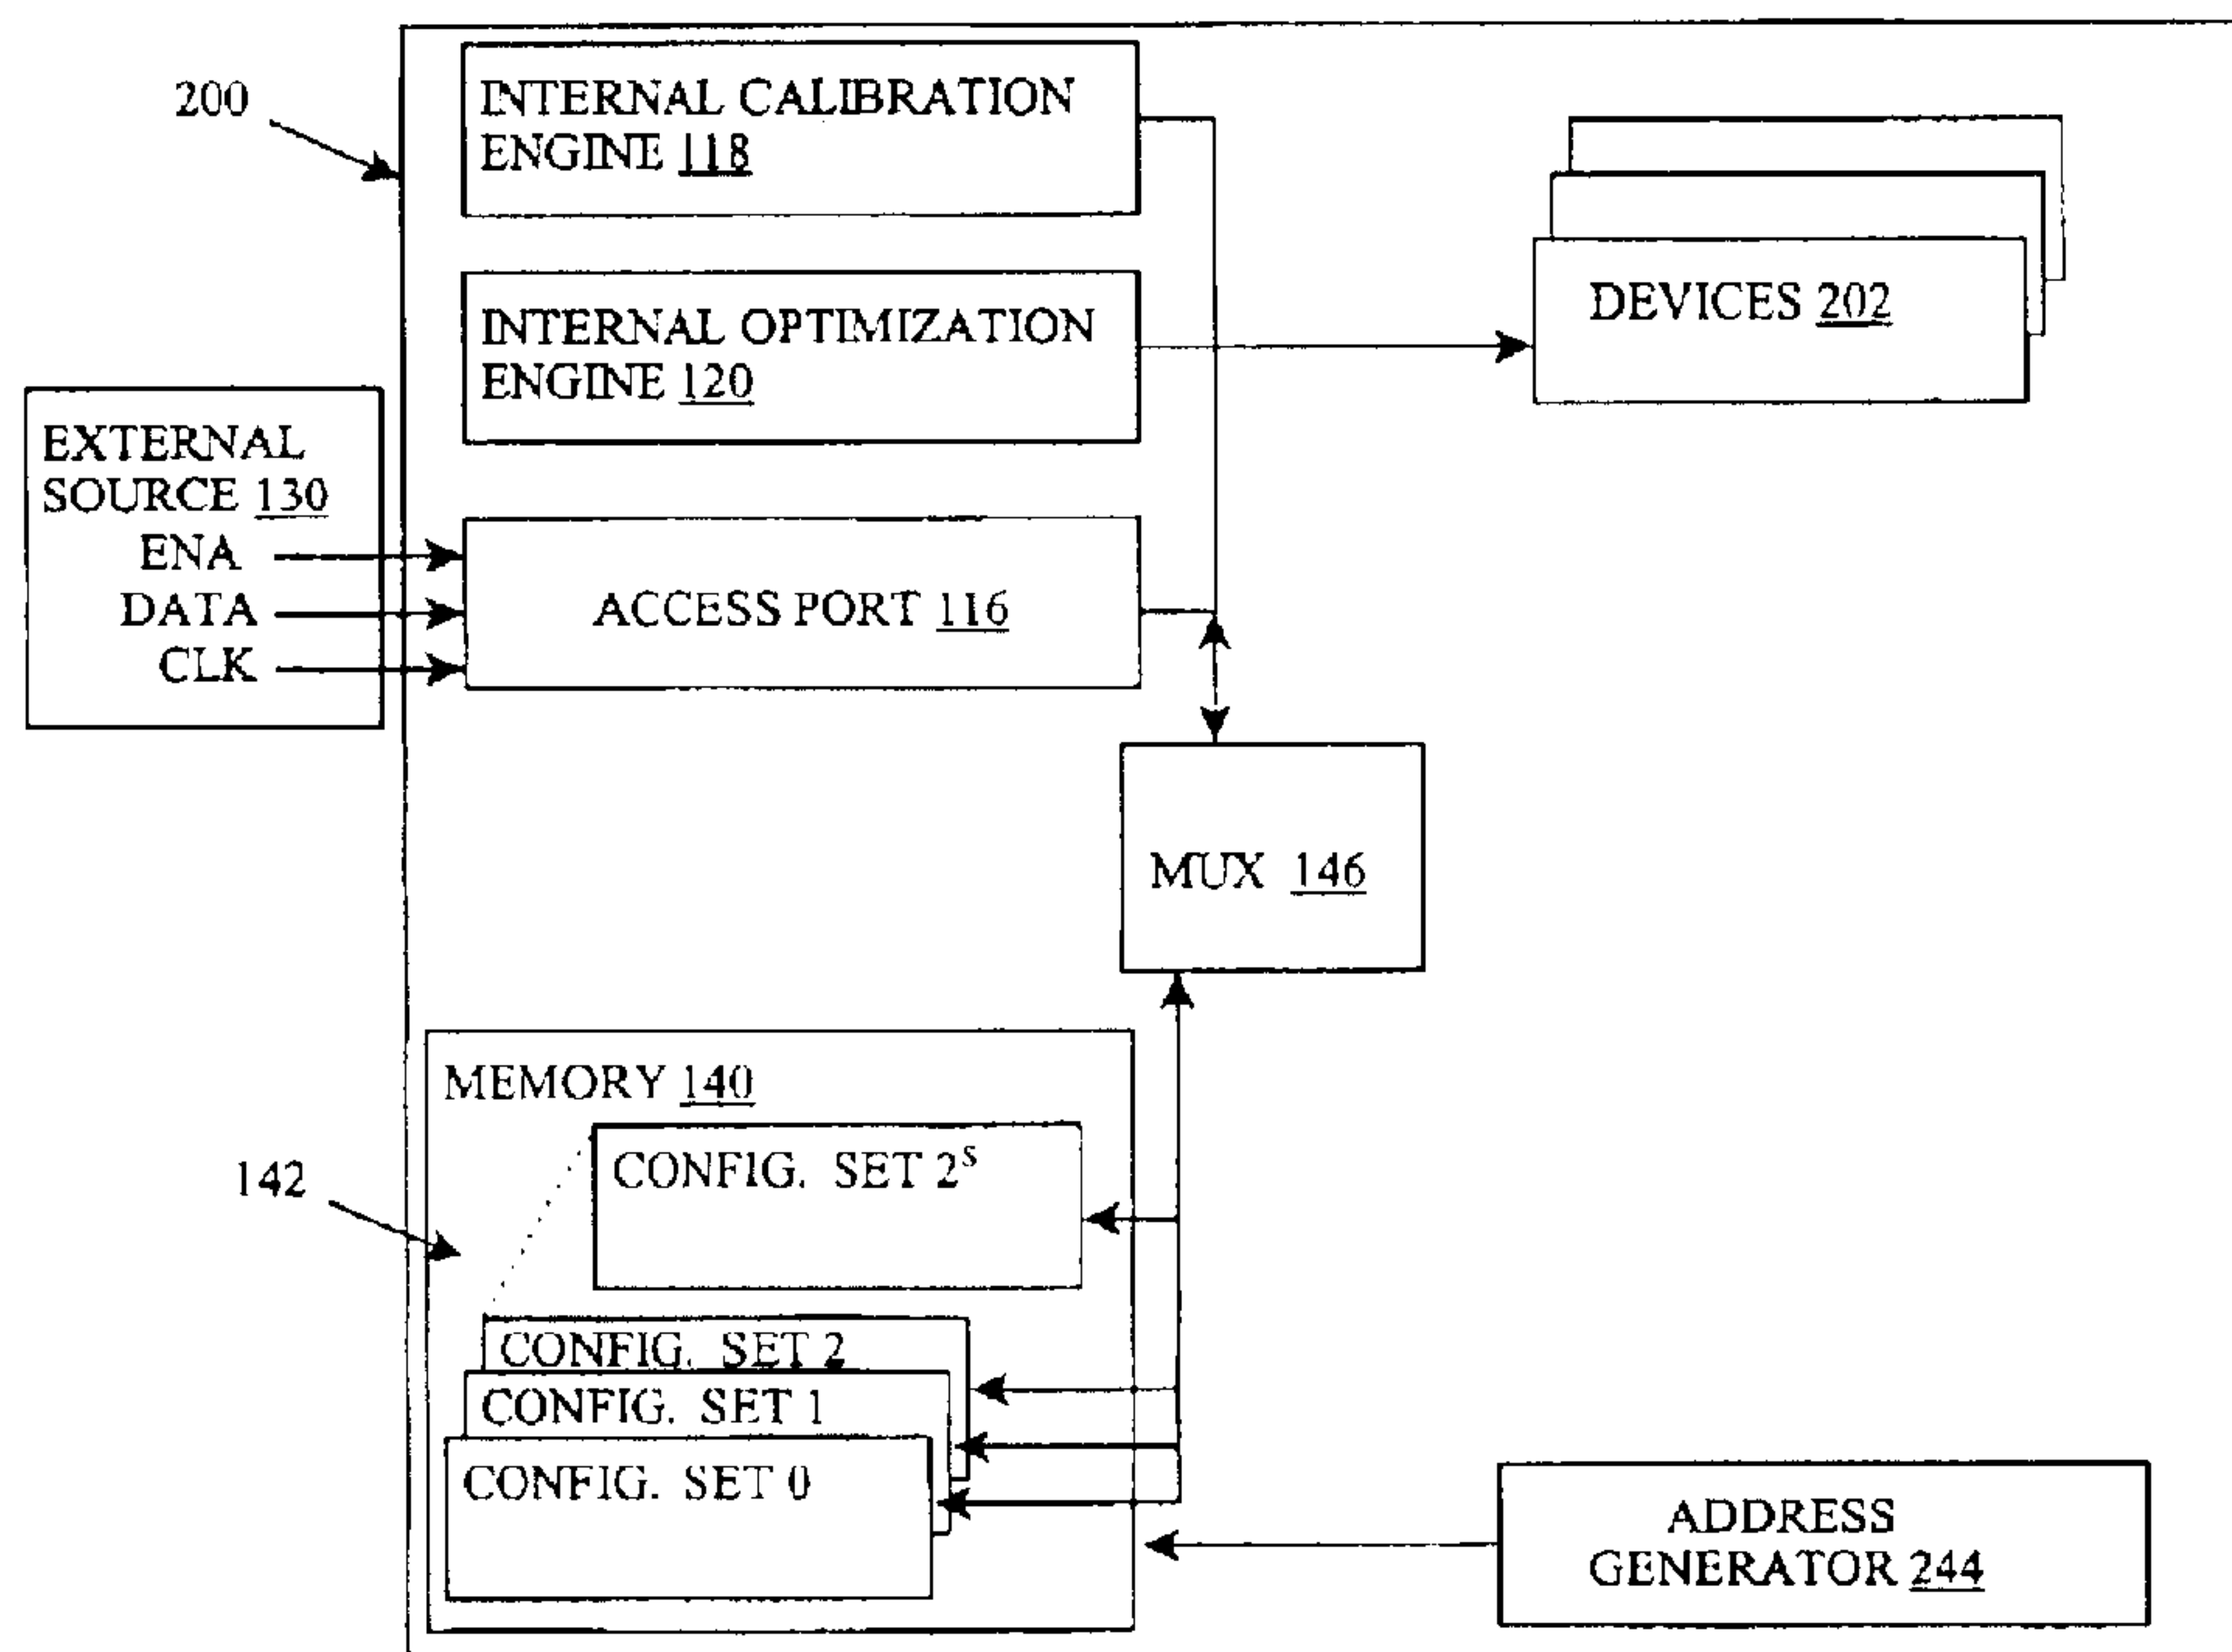 200
INTERNAL CALIBRATION
ENGINE 118
DEVICES 202
INTERNAL OPTIMIZATION
ENGINE 120
EXTERNAL
SOURCE 130
ENA
DATA
CLK
ACCESS PORT 116
MUX 146
MEMORY 140
142
CONFIG. SET 2ˢ
CONFIG. SET 2
CONFIG. SET 1
CONFIG. SET 0
ADDRESS
GENERATOR 244